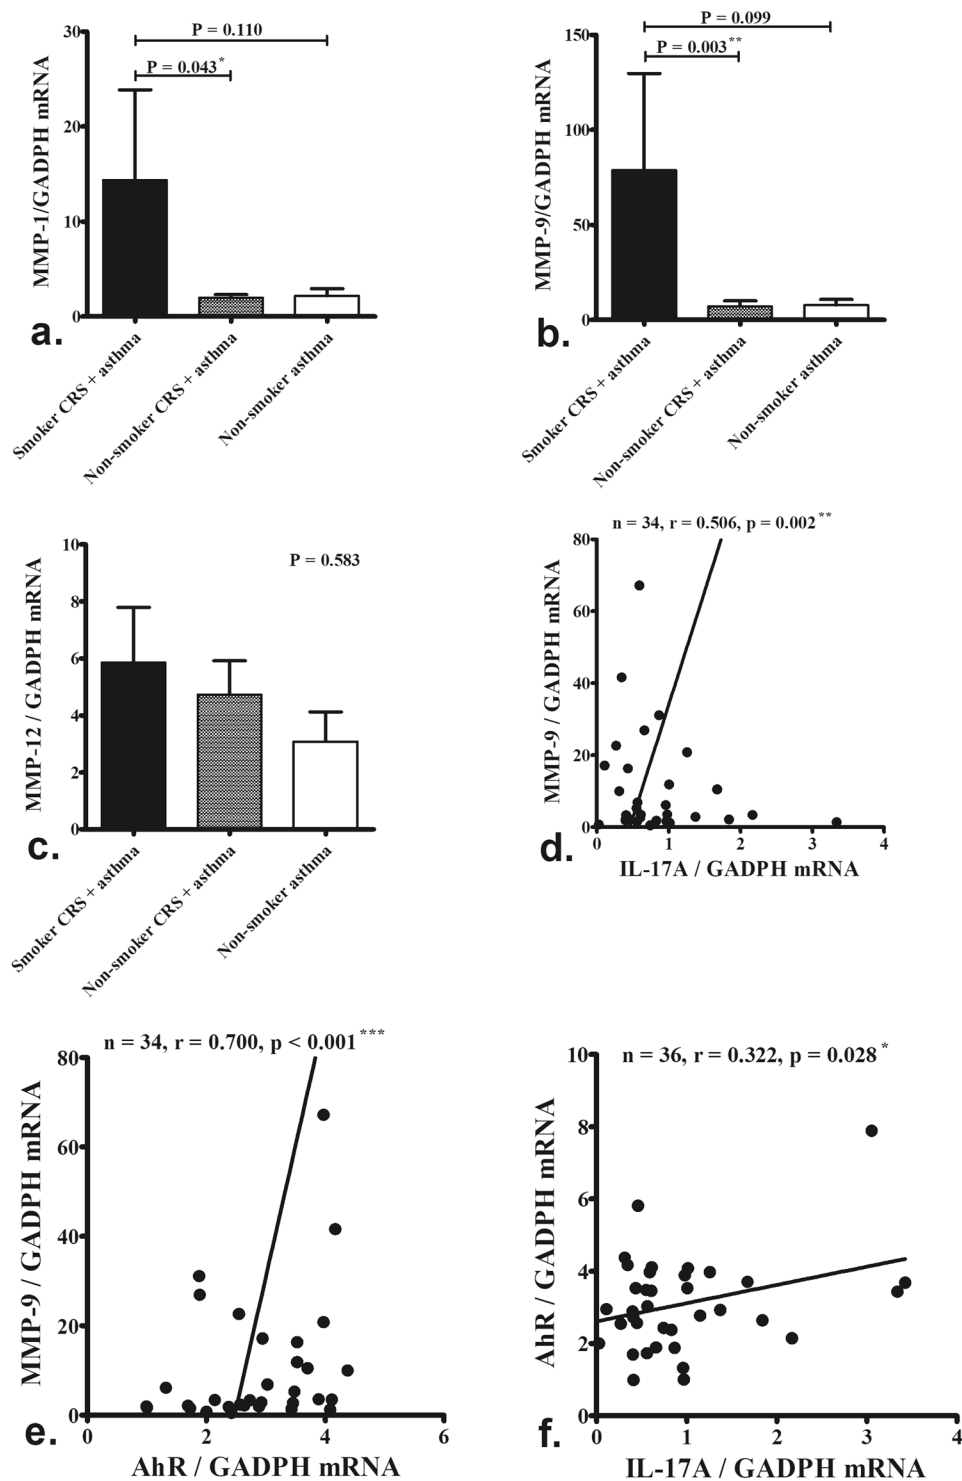 P = 0.110
P = 0.043*
MMP-1/GADPH mRNA
30
20
10
0
a.
Smoker CRS + asthma
Non-smoker CRS + asthma
Non-smoker asthma
P = 0.099
P = 0.003**
MMP-9/GADPH mRNA
150
100
50
0
b.
Smoker CRS + asthma
Non-smoker CRS + asthma
Non-smoker asthma
P = 0.583
MMP-12 / GADPH mRNA
10
8
6
4
2
0
c.
Smoker CRS + asthma
Non-smoker CRS + asthma
Non-smoker asthma
n = 34, r = 0.506, p = 0.002**
MMP-9 / GADPH mRNA
80
60
40
20
0
0 1 2 3 4
d.
IL-17A / GADPH mRNA
n = 34, r = 0.700, p < 0.001***
MMP-9 / GADPH mRNA
80
60
40
20
0
0 2 4 6
e.
AhR / GADPH mRNA
n = 36, r = 0.322, p = 0.028*
AhR / GADPH mRNA
10
8
6
4
2
0
0 1 2 3 4
f.
IL-17A / GADPH mRNA